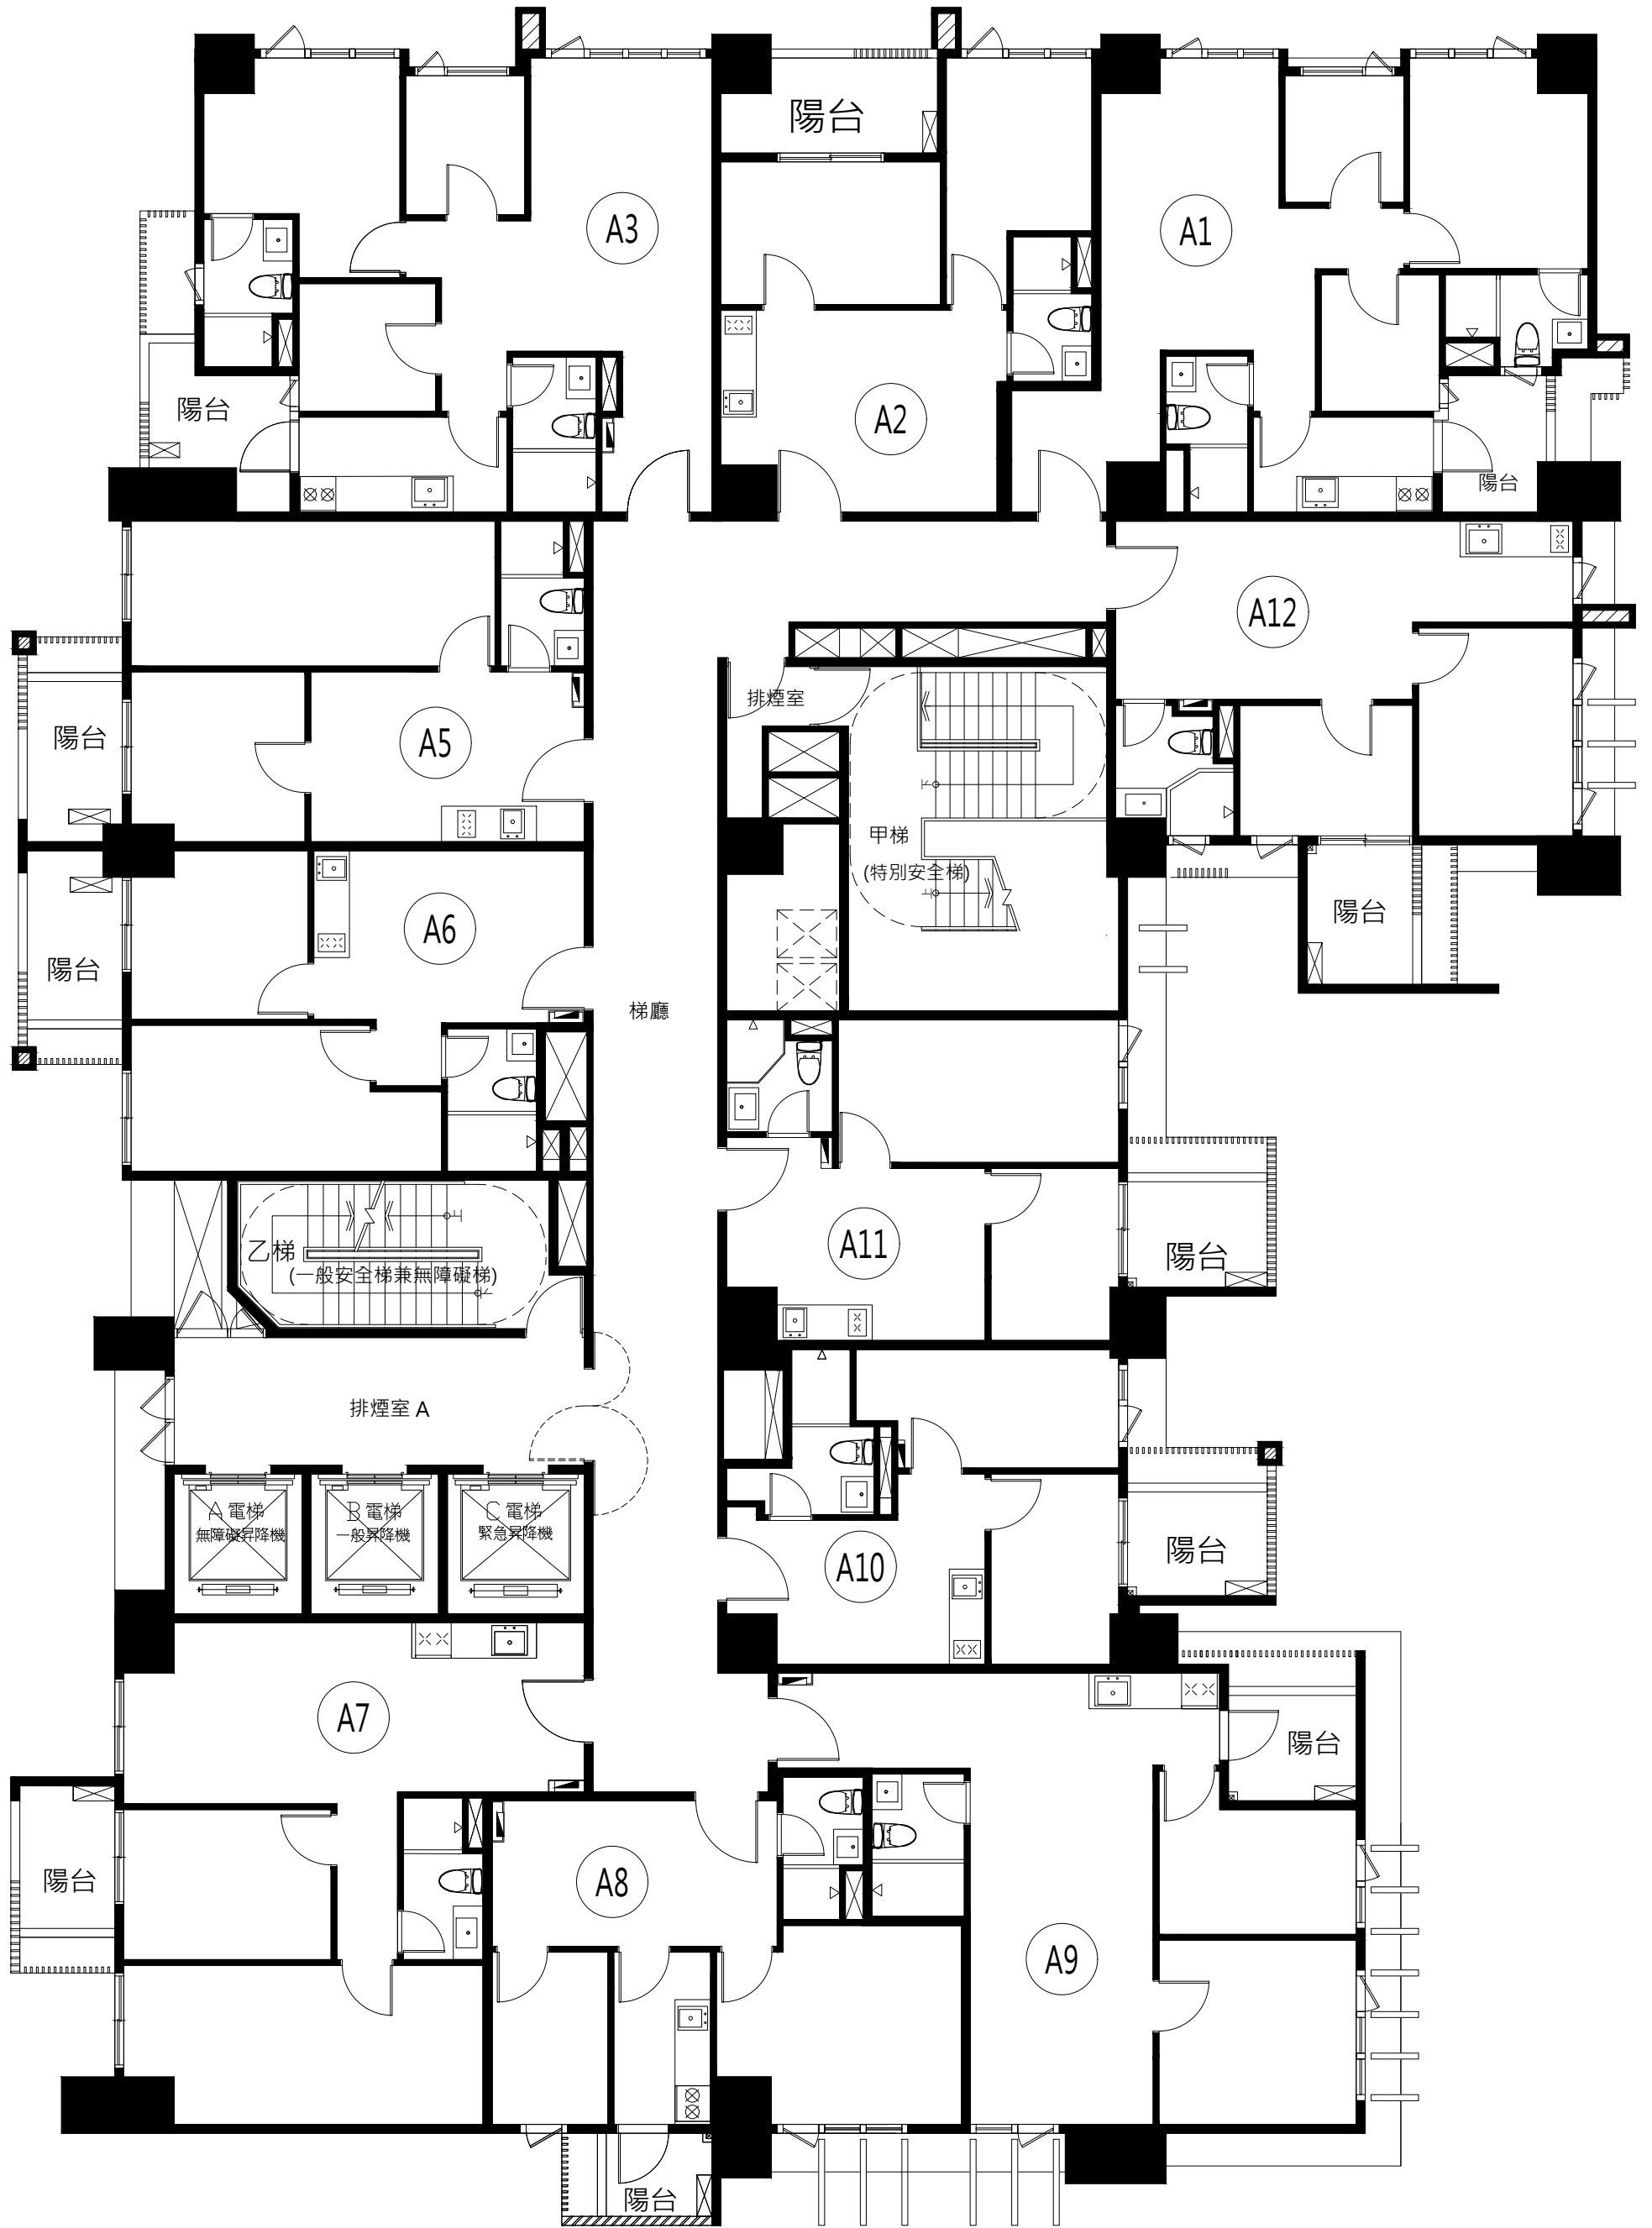 陽台
A3
A1
陽台
A2
陽台
A12
排煙室
陽台
A5
甲梯
(特別安全梯)
陽台
A6
陽台
梯廳
A11
乙梯
(一般安全梯兼無障礙梯)
陽台
排煙室 A
A 電梯
無障礙昇降機
B 電梯
一般昇降機
C 電梯
緊急昇降機
陽台
A10
A7
陽台
陽台
A8
A9
陽台